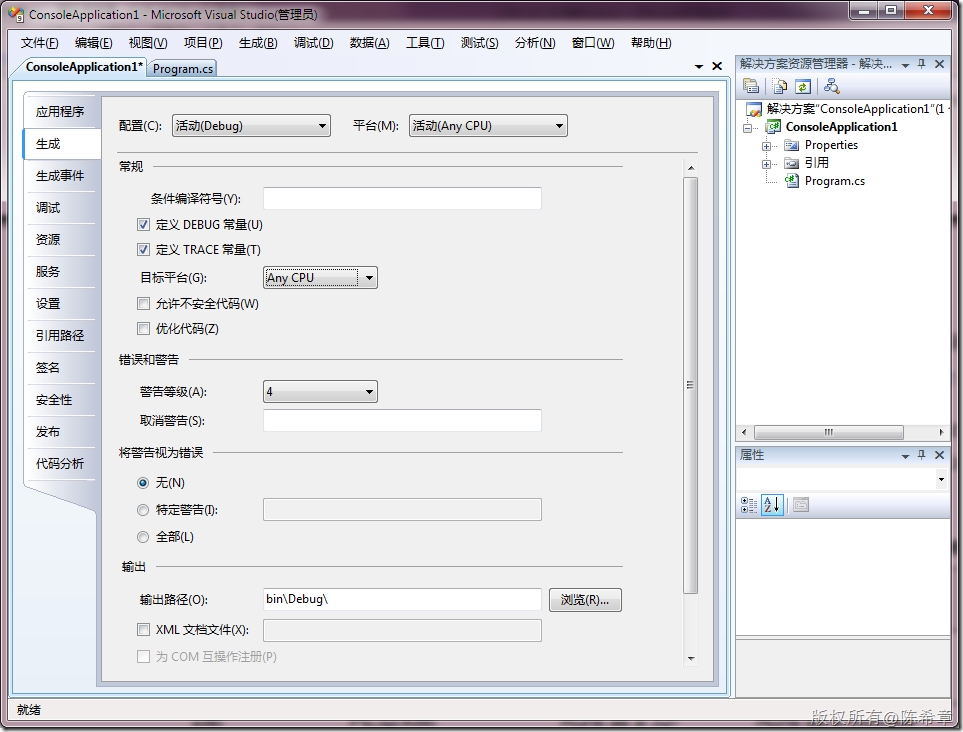 ConsoleApplication1 - Microsoft Visual Studio(管理员)
文件(F) 编辑(E) 视图(V) 项目(P) 生成(B) 调试(D) 数据(A) 工具(T) 测试(S) 分析(N) 窗口(W) 帮助(H)
ConsoleApplication1* Program.cs
应用程序
生成
生成事件
调试
资源
服务
设置
引用路径
签名
安全性
发布
代码分析
配置(C): 活动(Debug) 平台(M): 活动(Any CPU)
常规
条件编译符号(Y):
定义 DEBUG 常量(U)
定义 TRACE 常量(T)
目标平台(G): Any CPU
允许不安全代码(W)
优化代码(Z)
错误和警告
警告等级(A): 4
取消警告(S):
将警告视为错误
无(N)
特定警告(I):
全部(L)
输出
输出路径(O): bin\Debug\ 浏览(R)...
XML 文档文件(X):
为 COM 互操作注册(P)
解决方案资源管理器 - 解决...
解决方案"ConsoleApplication1"(1
ConsoleApplication1
Properties
引用
Program.cs
属性
就绪
版权所有@陈希章